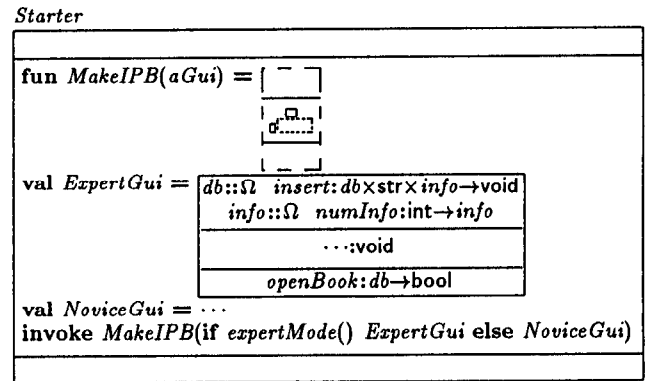 Starter
fun MakeIPB(aGui) =
val ExpertGui =
db::Ω insert:db×str×info→void
info::Ω numInfo:int→info
···:void
openBook:db→bool
val NoviceGui = ···
invoke MakeIPB(if expertMode() ExpertGui else NoviceGui)